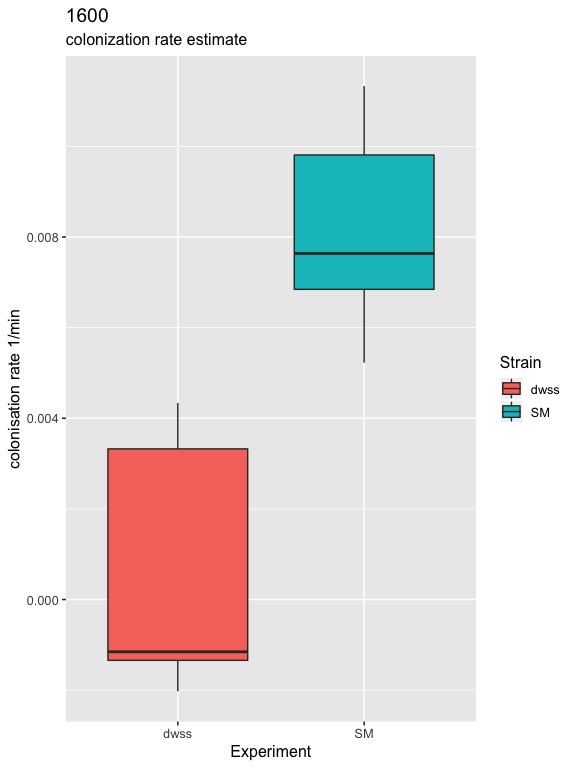 1600
colonization rate estimate
colonisation rate 1/min
0.008
0.004
0.000
dwss
SM
Experiment
Strain
dwss
SM